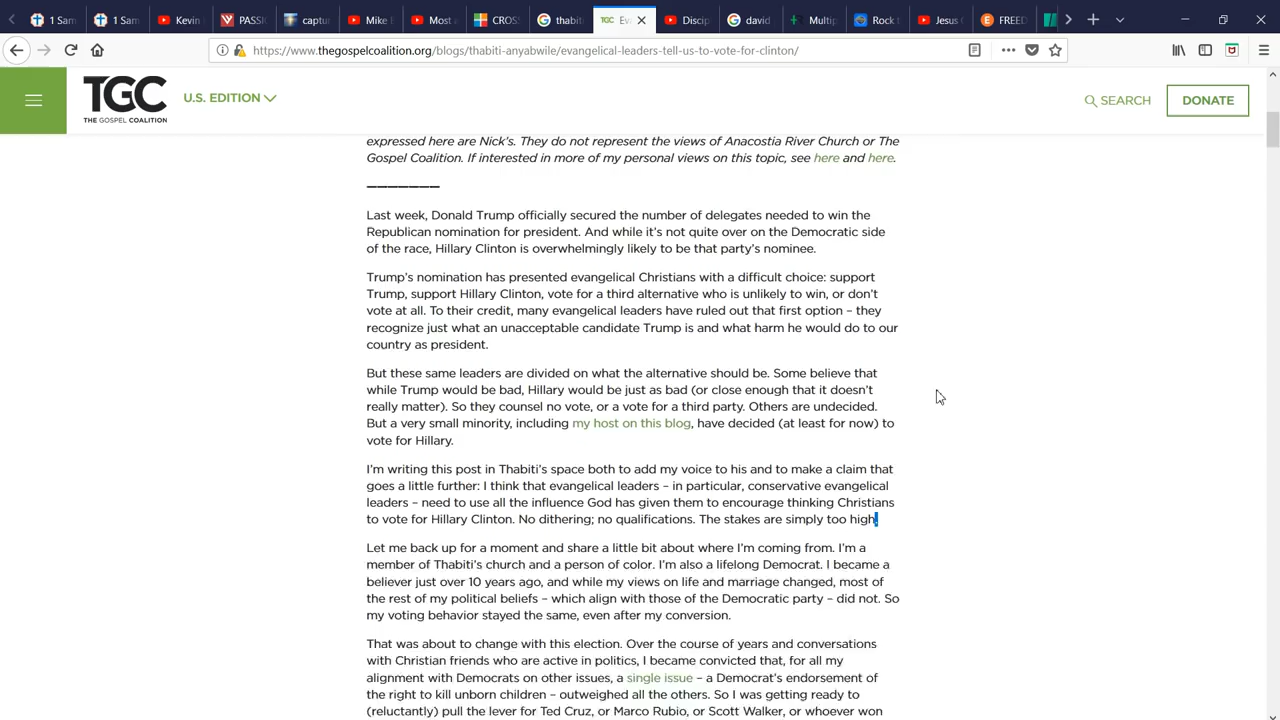 1 Sam
1 Sam
Kevin
PASSI
captur
Mike E
Most a
CROSS
thabiti
TGC Ev
Discip
david
Multip
Rock t
Jesus C
FREED
https://www.thegospelcoalition.org/blogs/thabiti-anyabwile/evangelical-leaders-tell-us-to-vote-for-clinton/
TGC
THE GOSPEL COALITION
U.S. EDITION
SEARCH
DONATE
expressed here are Nick's. They do not represent the views of Anacostia River Church or The
Gospel Coalition. If interested in more of my personal views on this topic, see here and here.
———————
Last week, Donald Trump officially secured the number of delegates needed to win the
Republican nomination for president. And while it's not quite over on the Democratic side
of the race, Hillary Clinton is overwhelmingly likely to be that party's nominee.
Trump's nomination has presented evangelical Christians with a difficult choice: support
Trump, support Hillary Clinton, vote for a third alternative who is unlikely to win, or don't
vote at all. To their credit, many evangelical leaders have ruled out that first option – they
recognize just what an unacceptable candidate Trump is and what harm he would do to our
country as president.
But these same leaders are divided on what the alternative should be. Some believe that
while Trump would be bad, Hillary would be just as bad (or close enough that it doesn't
really matter). So they counsel no vote, or a vote for a third party. Others are undecided.
But a very small minority, including my host on this blog, have decided (at least for now) to
vote for Hillary.
I'm writing this post in Thabiti's space both to add my voice to his and to make a claim that
goes a little further: I think that evangelical leaders – in particular, conservative evangelical
leaders – need to use all the influence God has given them to encourage thinking Christians
to vote for Hillary Clinton. No dithering; no qualifications. The stakes are simply too high.
Let me back up for a moment and share a little bit about where I'm coming from. I'm a
member of Thabiti's church and a person of color. I'm also a lifelong Democrat. I became a
believer just over 10 years ago, and while my views on life and marriage changed, most of
the rest of my political beliefs – which align with those of the Democratic party – did not. So
my voting behavior stayed the same, even after my conversion.
That was about to change with this election. Over the course of years and conversations
with Christian friends who are active in politics, I became convicted that, for all my
alignment with Democrats on other issues, a single issue – a Democrat's endorsement of
the right to kill unborn children – outweighed all the others. So I was getting ready to
(reluctantly) pull the lever for Ted Cruz, or Marco Rubio, or Scott Walker, or whoever won